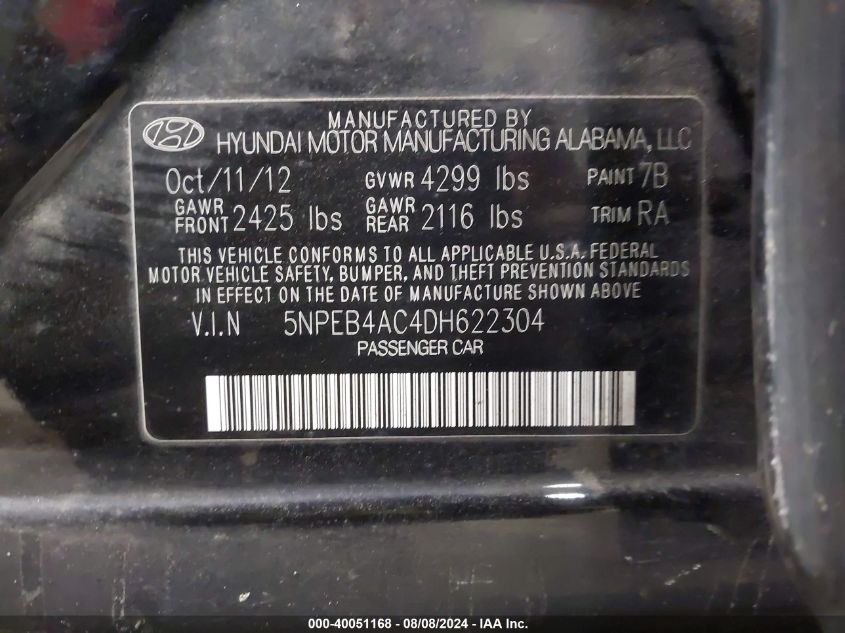 MANUFACTURED BY
HYUNDAI MOTOR MANUFACTURING ALABAMA, LLC
Oct/11/12 GVWR 4299 lbs PAINT 7B
GAWR FRONT 2425 lbs GAWR REAR 2116 lbs TRIM RA
THIS VEHICLE CONFORMS TO ALL APPLICABLE U.S.A. FEDERAL
MOTOR VEHICLE SAFETY, BUMPER, AND THEFT PREVENTION STANDARDS
IN EFFECT ON THE DATE OF MANUFACTURE SHOWN ABOVE
V.I.N 5NPEB4AC4DH622304
PASSENGER CAR
000-40051168 - 08/08/2024 - IAA Inc.